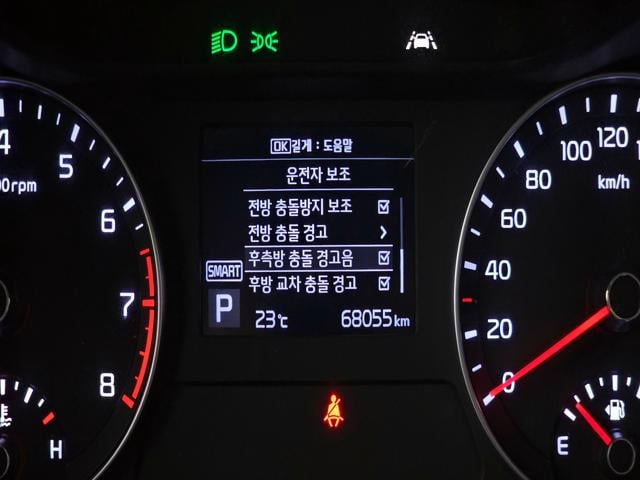 OK길게 : 도움말
운전자 보조
전방 충돌방지 보조
전방 충돌 경고
후측방 충돌 경고음
후방 교차 충돌 경고
SMART
P
23℃
68055 km
4
5
6
7
8
00rpm
H
0
20
40
60
80
100
120
km/h
E